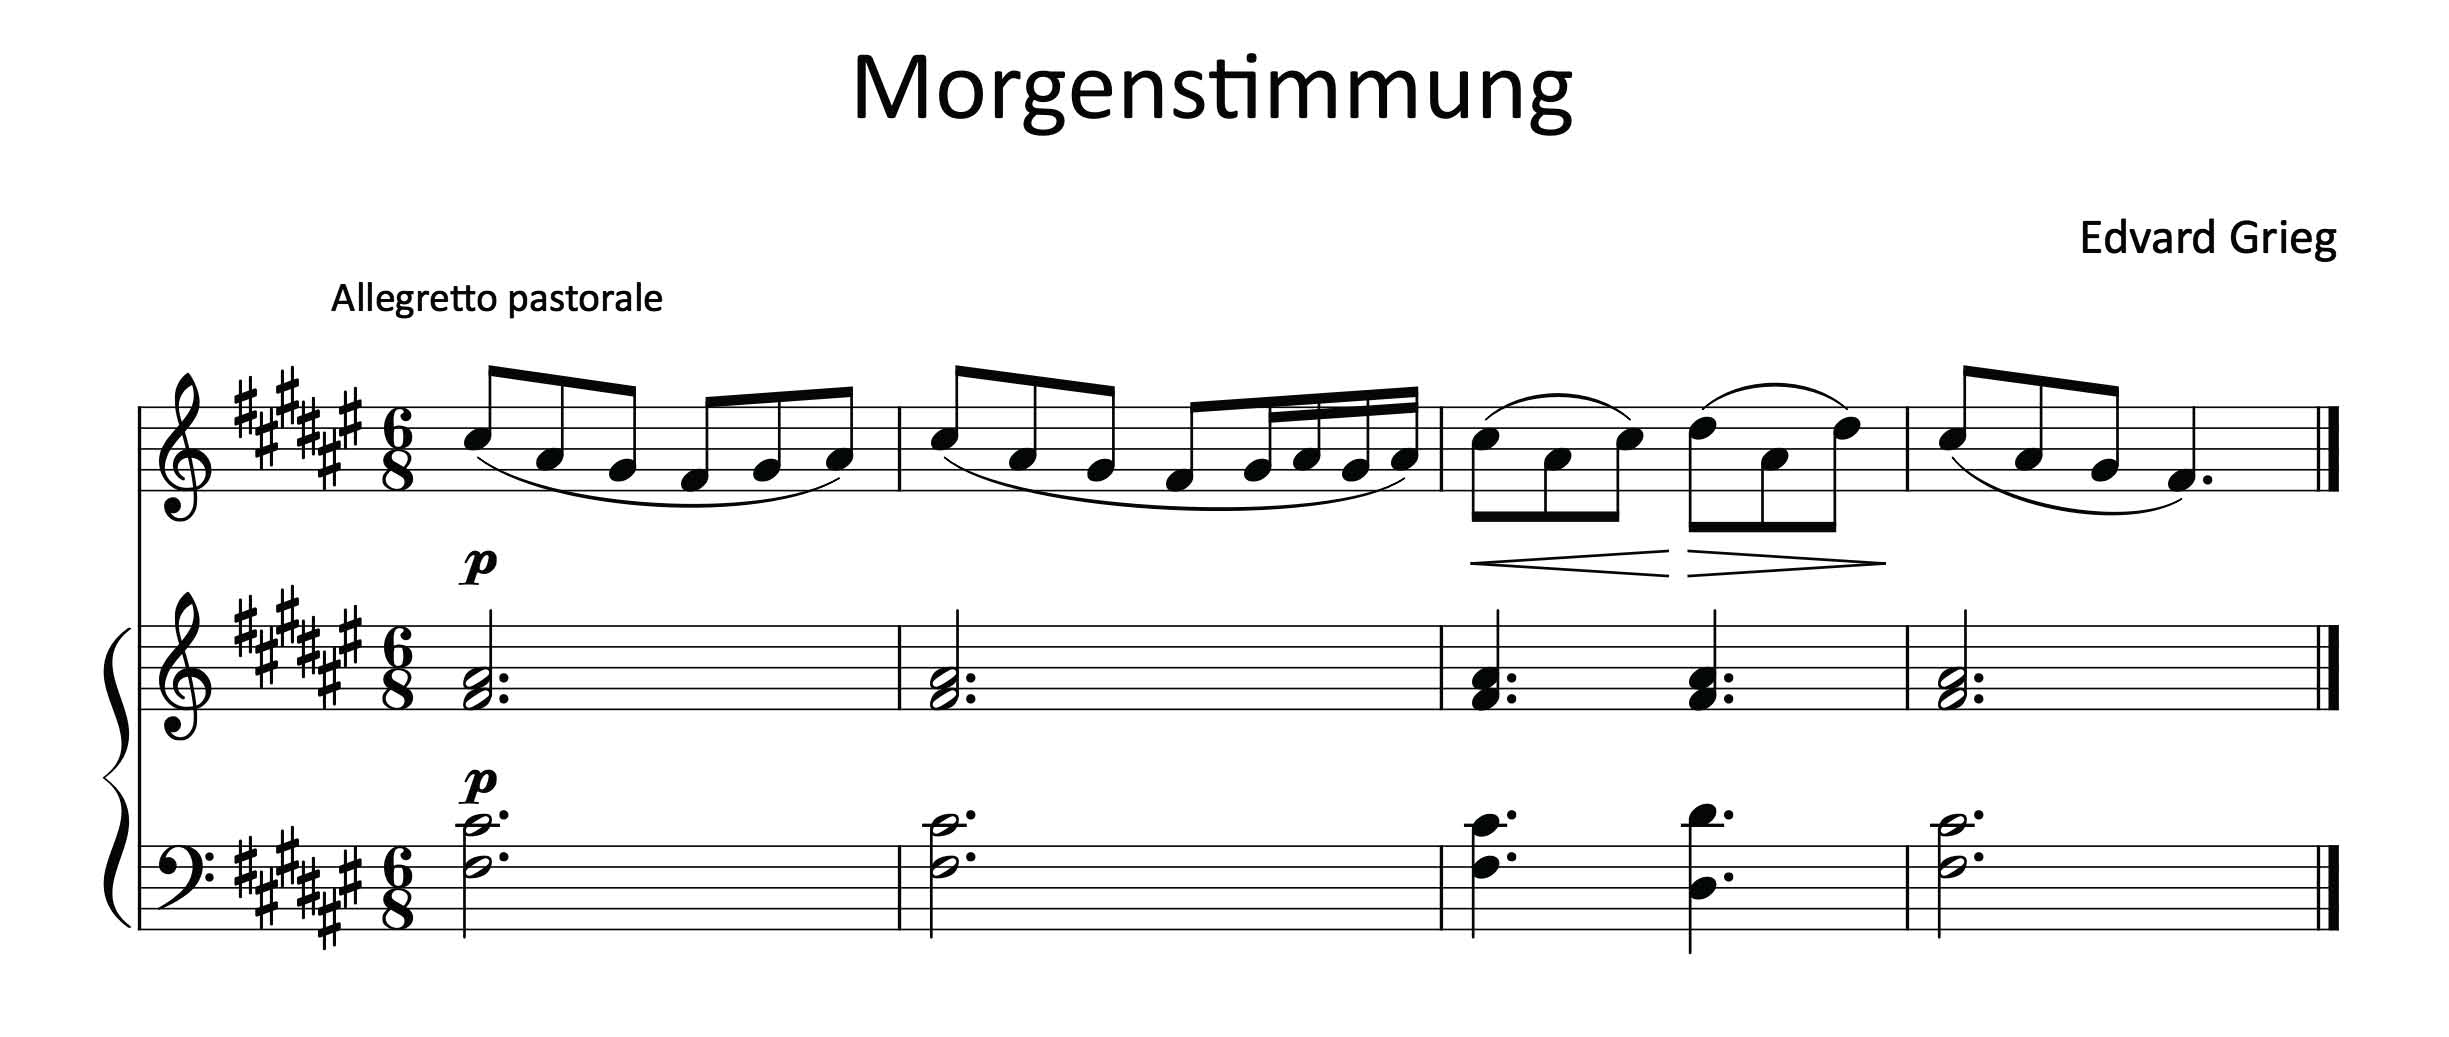 Morgenstimmung
Edvard Grieg
Allegretto pastorale
p
p